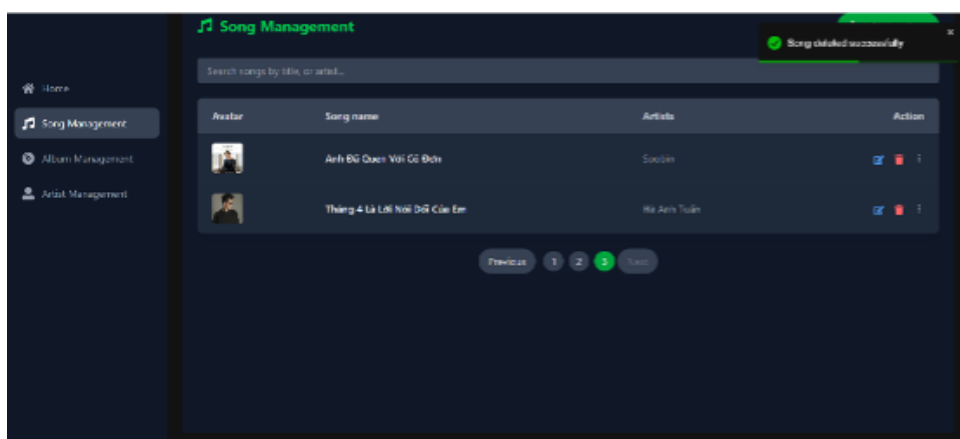 Song Management
Song deleted successfully
×
Search songs by title, or artist...
Home
Song Management
Album Management
Artist Management
Avatar Song name Artists Action
Anh Đã Quen Với Cô Đơn Soobin
Tháng 4 Là Lời Nói Dối Của Em Hà Anh Tuấn
Previous 1 2 3 Next